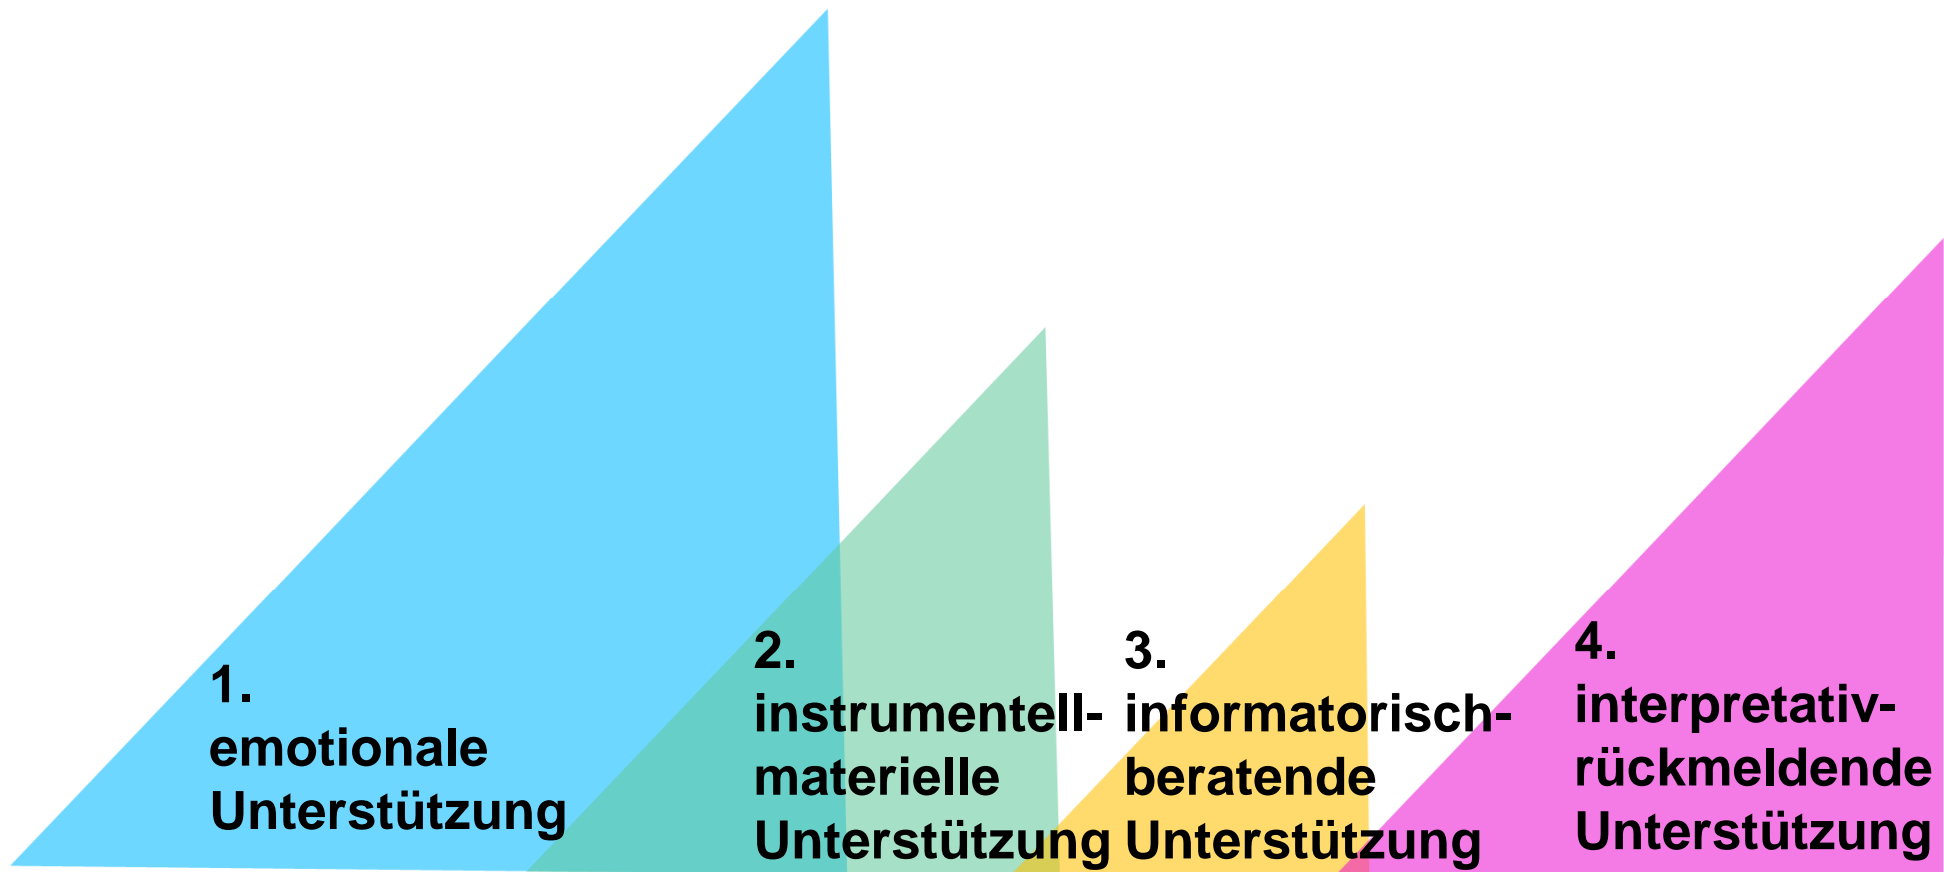 1.
emotionale
Unterstützung
2.
instrumentell-
materielle
Unterstützung
3.
informatorisch-
beratende
Unterstützung
4.
interpretativ-
rückmeldende
Unterstützung